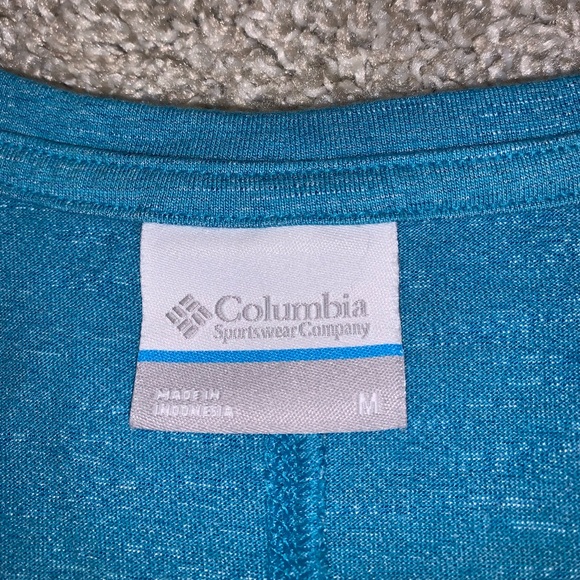 Columbia
Sportswear Company
MADE IN
INDONESIA
M